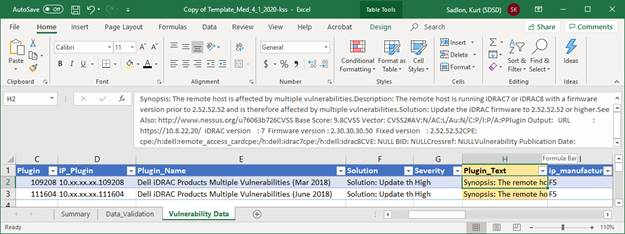 AutoSave Off Copy of Template_Med_4_1_2020-kss Table Tools Sadlon, Kurt (SDSD) SK
File Home Insert Page Layout Formulas Data Review View Help Design Search Share Comments
Calibri 11 General Insert
Paste B I U Conditional Formatting Format as Table Cell Styles Delete Format
Clipboard Font Alignment Number Styles Cells Editing
H2 Synopsis: The remote host is affected by multiple vulnerabilities.Description: The remote host is running iDRAC7 or iDRAC8 with a firmware
version prior to 2.52.52.52 and is therefore affected by multiple vulnerabilities.Solution: Update the iDRAC firmware to 2.52.52.52 or higher.See
Also: http://www.nessus.org/u?6063b726CVSS Base Score: 9.8CVSS Vector: CVSS2#AV:N/AC:L/Au:N/C:P/I:P/A:PPlugin Output: URL :
https://10.8.22.20/ iDRAC version : 7 Firmware version : 2.30.30.30.50 Fixed version : 2.52.52.52CPE:
cpe:/h:dell:remote_access_cardcpe:/h:dell:idrac7cpe:/h:dell:idrac8CVE: NULL BID: NULLCrossref: NULLVulnerability Publication Date:
Formula Bar
C D E F G H I
1 Plugin IP_Plugin Plugin_Name Solution Severity Plugin_Text ip_manufactur
2 109208 10.xx.xx.xx.109208 Dell iDRAC Products Multiple Vulnerabilities (Mar 2018) Solution: Update th High Synopsis: The remote ho F5
3 111604 10.xx.xx.xx.111604 Dell iDRAC Products Multiple Vulnerabilities (June 2018) Solution: Update th High Synopsis: The remote ho F5
Summary Data_Validation Vulnerability Data
110%